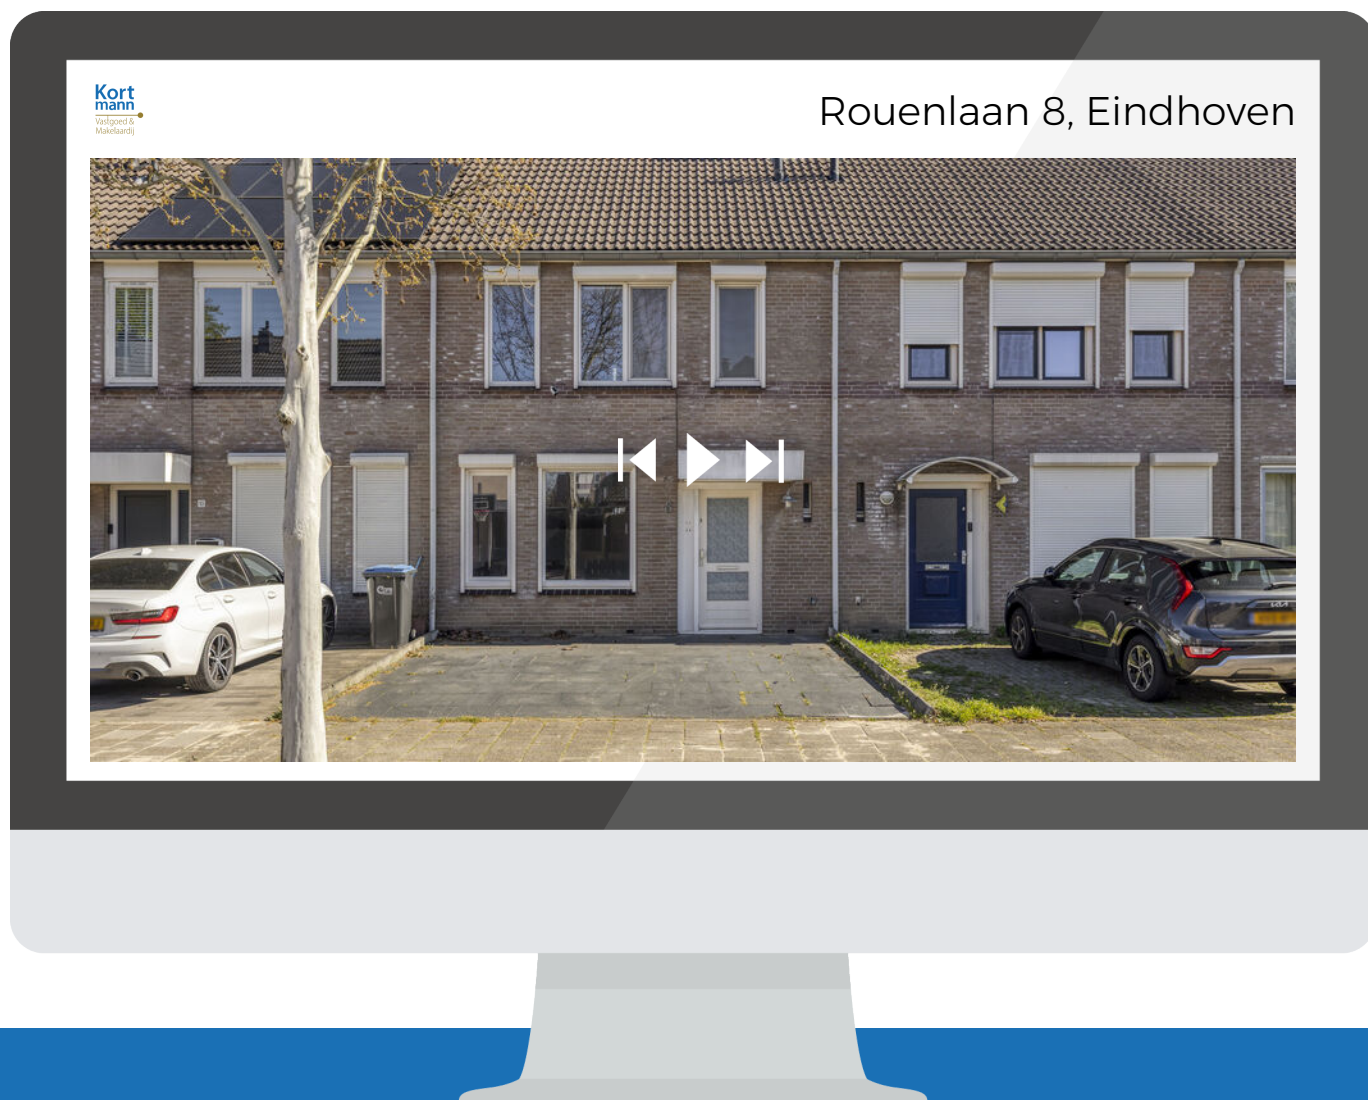 Kort
mann
Vastgoed &
Makelaardij
Rouenlaan 8, Eindhoven